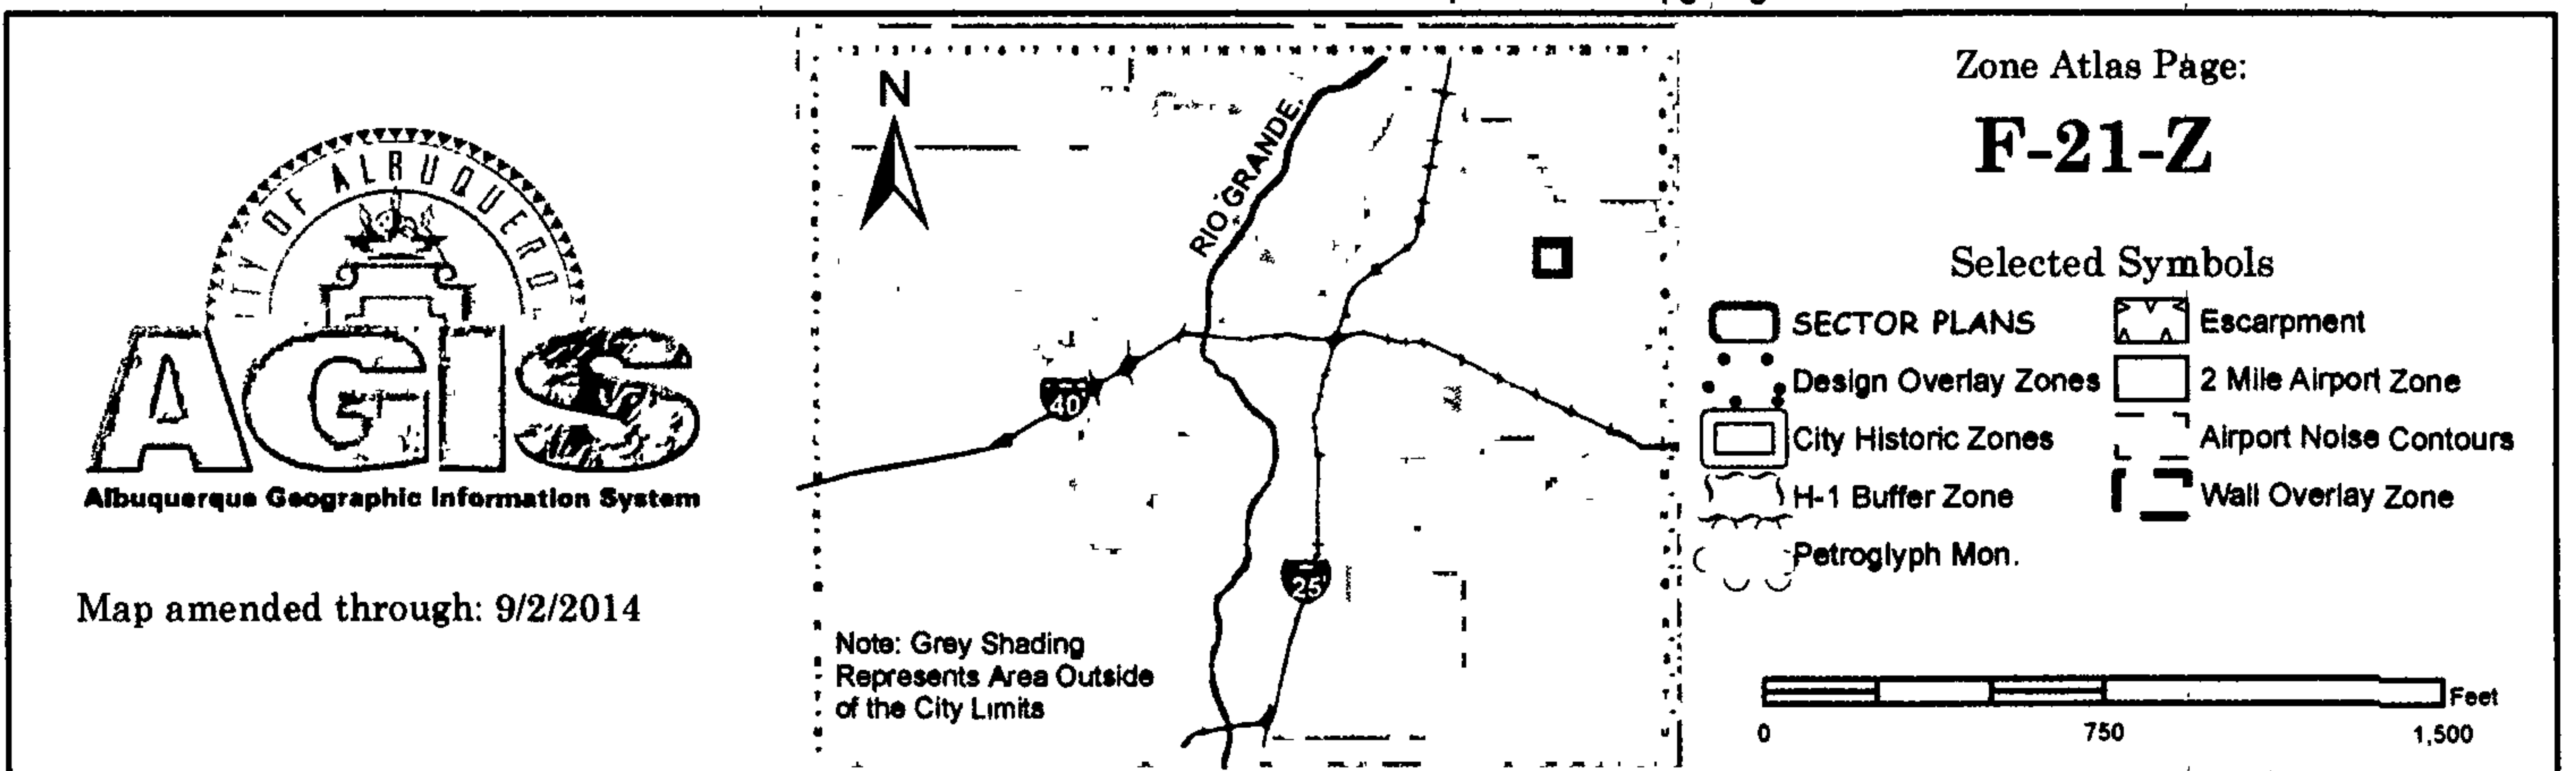 CITY OF ALBUQUERQUE
AGIS
Albuquerque Geographic Information System
Map amended through: 9/2/2014
N
RIO GRANDE
40
25
Note: Grey Shading
Represents Area Outside
of the City Limits
Zone Atlas Page:
F-21-Z
Selected Symbols
SECTOR PLANS
Escarpment
Design Overlay Zones
2 Mile Airport Zone
City Historic Zones
Airport Noise Contours
H-1 Buffer Zone
Wall Overlay Zone
Petroglyph Mon.
Feet
0 750 1,500